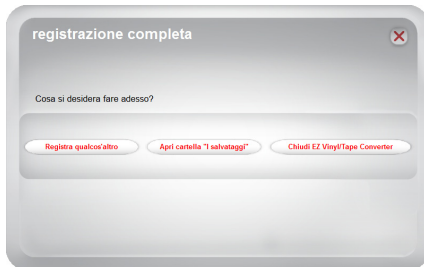 registrazione completa
Cosa si desidera fare adesso?
Registra qualcos'altro
Apri cartella "I salvataggi"
Chiudi EZ Vinyl/Tape Converter